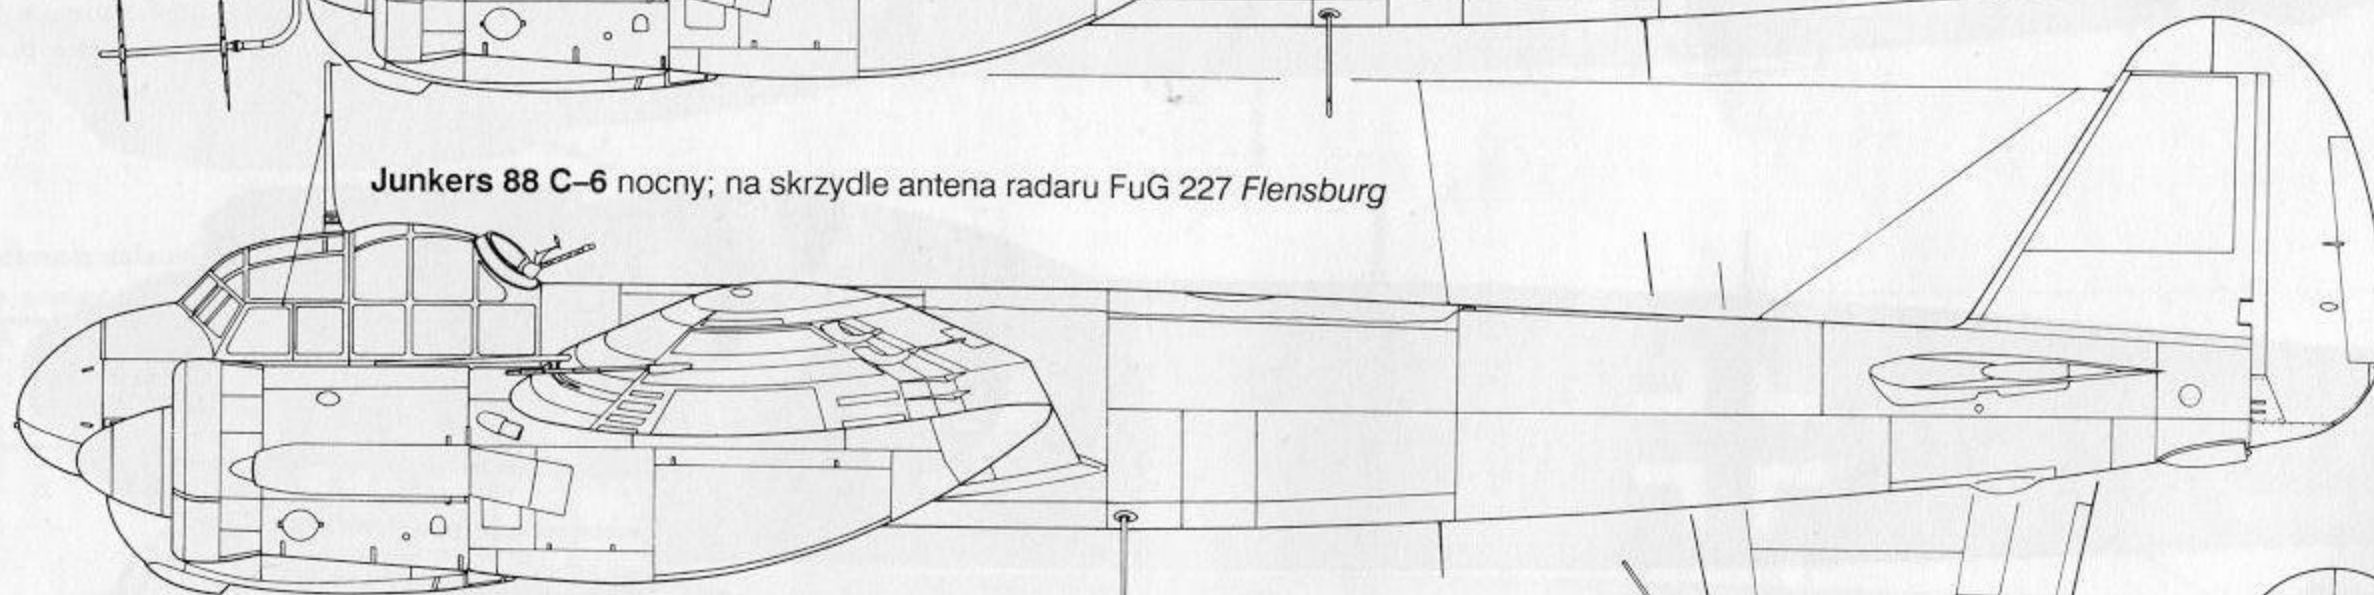 Junkers 88 C–6 nocny; na skrzydle antena radaru FuG 227 Flensburg